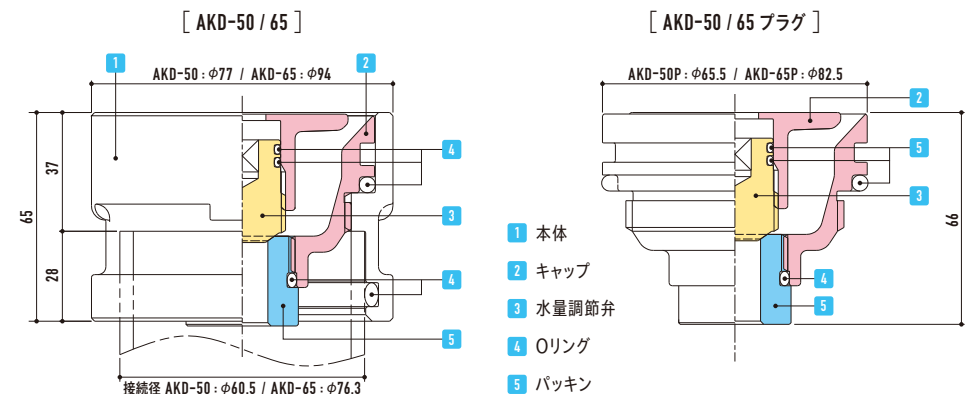 [ AKD-50 / 65 ]
[ AKD-50 / 65 プラグ ]
1
AKD-50 : φ77 / AKD-65 : φ94
2
AKD-50P : φ65.5 / AKD-65P : φ82.5
2
4
5
37
65
3
3
66
28
4
4
5
5
1 本体
2 キャップ
3 水量調節弁
4 Oリング
5 パッキン
接続径 AKD-50 : φ60.5 / AKD-65 : φ76.3